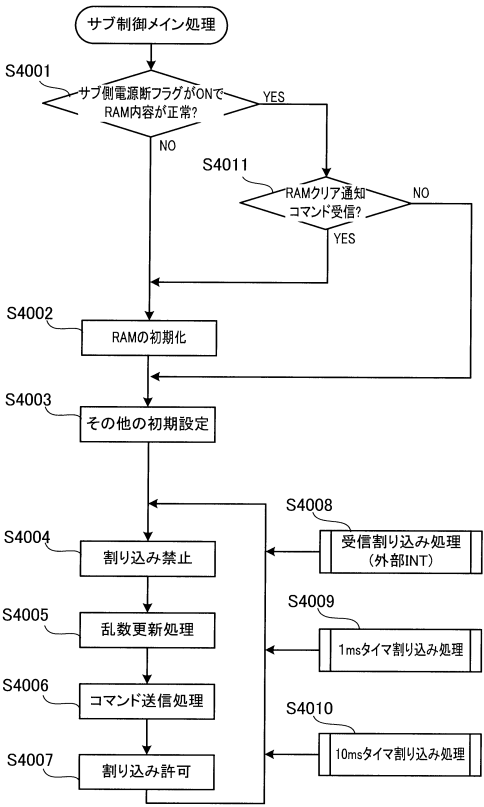 サブ制御メイン処理
S4001
サブ側電源断フラグがONで
RAM内容が正常?
YES
NO
S4011
RAMクリア通知
コマンド受信?
NO
YES
S4002
RAMの初期化
S4003
その他の初期設定
S4004
割り込み禁止
S4008
受信割り込み処理
(外部INT)
S4005
乱数更新処理
S4009
1msタイマ割り込み処理
S4006
コマンド送信処理
S4010
10msタイマ割り込み処理
S4007
割り込み許可